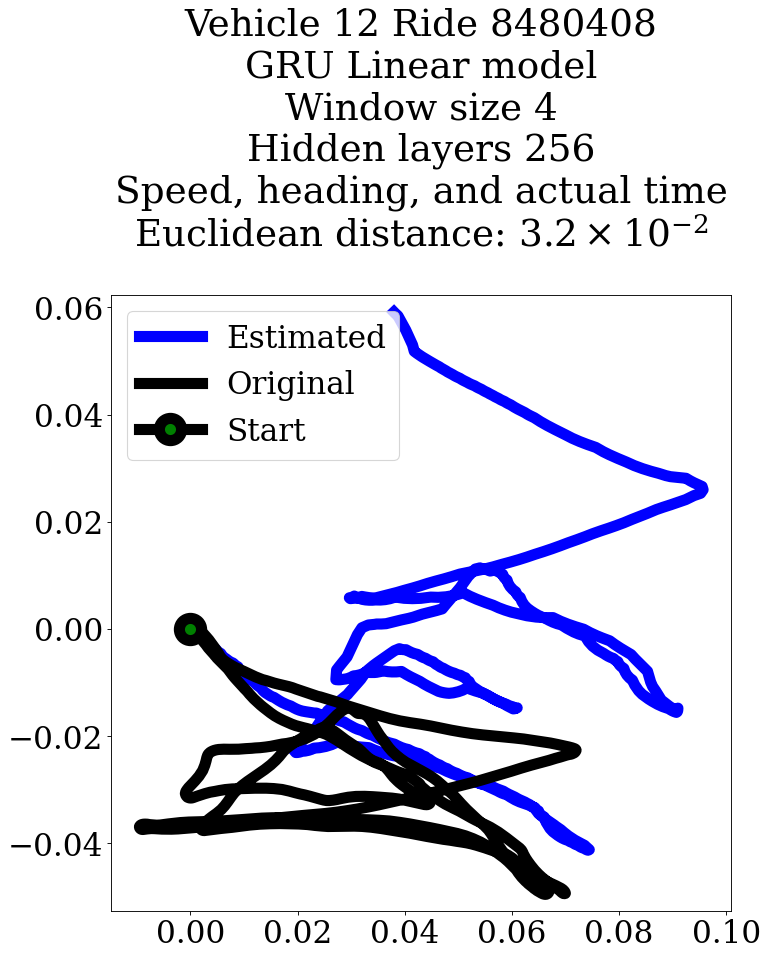 Vehicle 12 Ride 8480408
GRU Linear model
Window size 4
Hidden layers 256
Speed, heading, and actual time
Euclidean distance: 3.2 × 10⁻²
Estimated
Original
Start
0.06
0.04
0.02
0.00
−0.02
−0.04
0.00 0.02 0.04 0.06 0.08 0.10